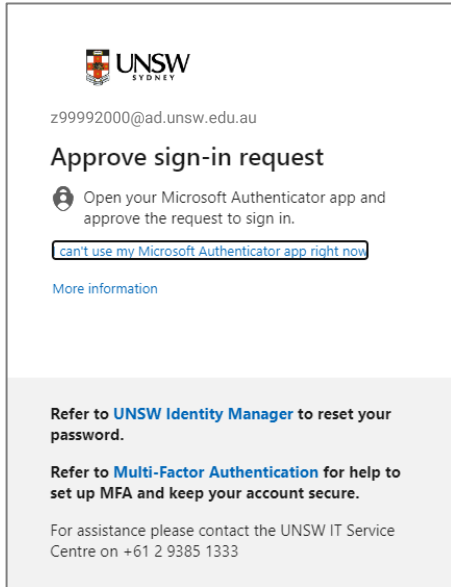 UNSW
SYDNEY
z99992000@ad.unsw.edu.au
Approve sign-in request
Open your Microsoft Authenticator app and
approve the request to sign in.
I can't use my Microsoft Authenticator app right now
More information
Refer to UNSW Identity Manager to reset your
password.
Refer to Multi-Factor Authentication for help to
set up MFA and keep your account secure.
For assistance please contact the UNSW IT Service
Centre on +61 2 9385 1333